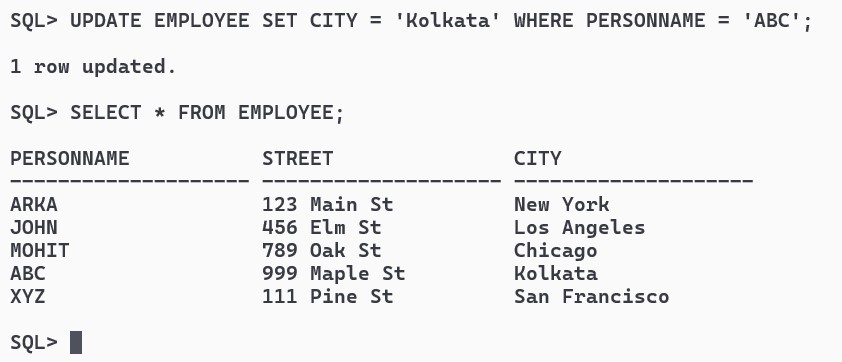 SQL> UPDATE EMPLOYEE SET CITY = 'Kolkata' WHERE PERSONNAME = 'ABC';
1 row updated.
SQL> SELECT * FROM EMPLOYEE;
PERSONNAME           STREET               CITY
-------------------- -------------------- --------------------
ARKA                 123 Main St          New York
JOHN                 456 Elm St           Los Angeles
MOHIT                789 Oak St           Chicago
ABC                  999 Maple St         Kolkata
XYZ                  111 Pine St          San Francisco
SQL>